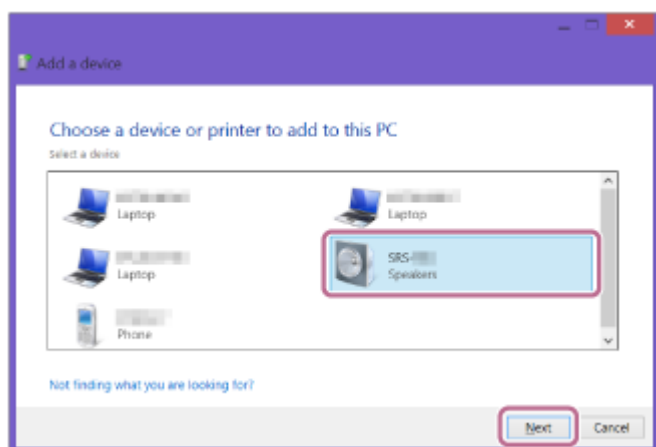 Add a device
Choose a device or printer to add to this PC
Select a device
Laptop
Laptop
Laptop
SRS-
Speakers
Phone
Not finding what you are looking for?
Next
Cancel